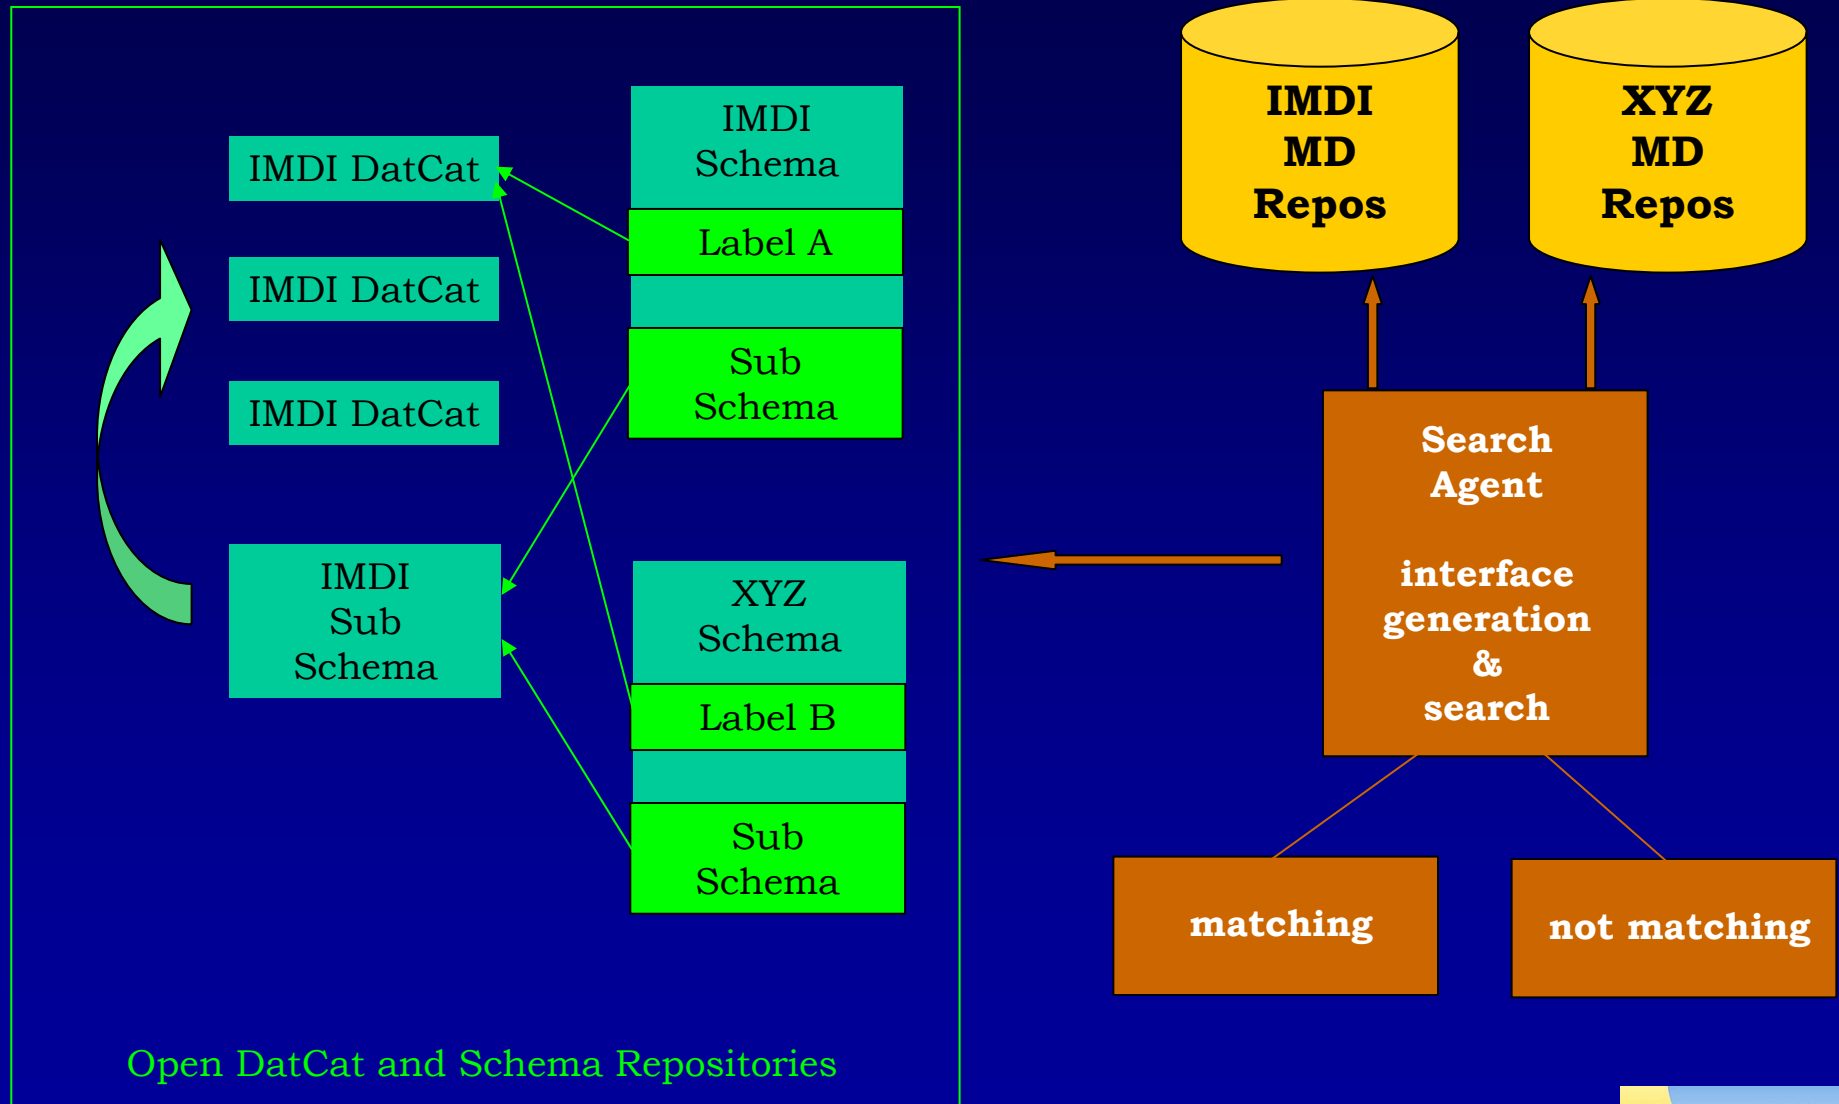 IMDI DatCat
IMDI DatCat
IMDI DatCat
IMDI
Sub
Schema
IMDI
Schema
Label A
Sub
Schema
XYZ
Schema
Label B
Sub
Schema
Open DatCat and Schema Repositories
IMDI
MD
Repos
XYZ
MD
Repos
Search
Agent
interface
generation
&
search
matching
not matching